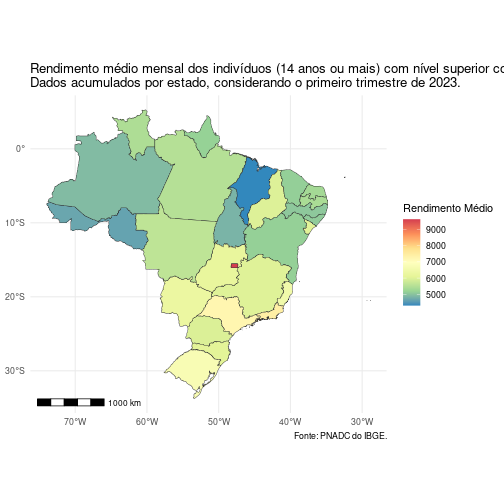 Rendimento médio mensal dos indivíduos (14 anos ou mais) com nível superior
Dados acumulados por estado, considerando o primeiro trimestre de 2023.
0°
10°S
20°S
30°S
Rendimento Médio
9000
8000
7000
6000
5000
1000 km
70°W
60°W
50°W
40°W
30°W
Fonte: PNADC do IBGE.